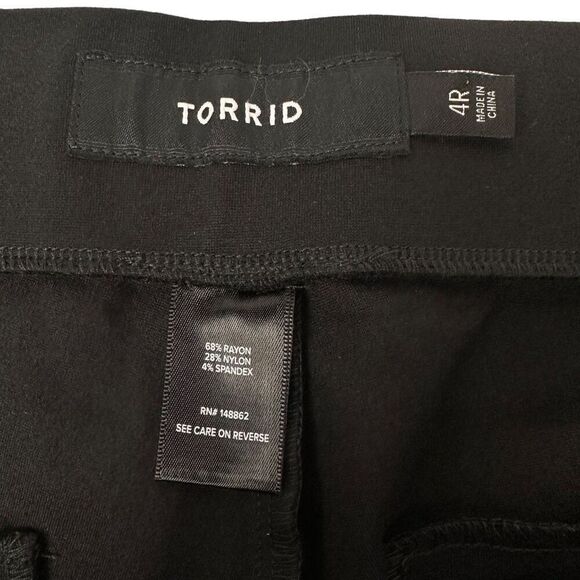 TORRID
4R
MADE IN
CHINA
68% RAYON
28% NYLON
4% SPANDEX
RN# 148862
SEE CARE ON REVERSE